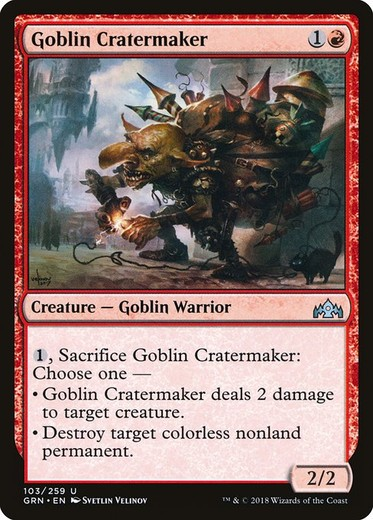 Goblin Cratermaker 1
Creature — Goblin Warrior
1, Sacrifice Goblin Cratermaker:
Choose one —
• Goblin Cratermaker deals 2 damage
to target creature.
• Destroy target colorless nonland
permanent.
2/2
103/259 U
GRN • EN Svetlin Velinov
™ & © 2018 Wizards of the Coast